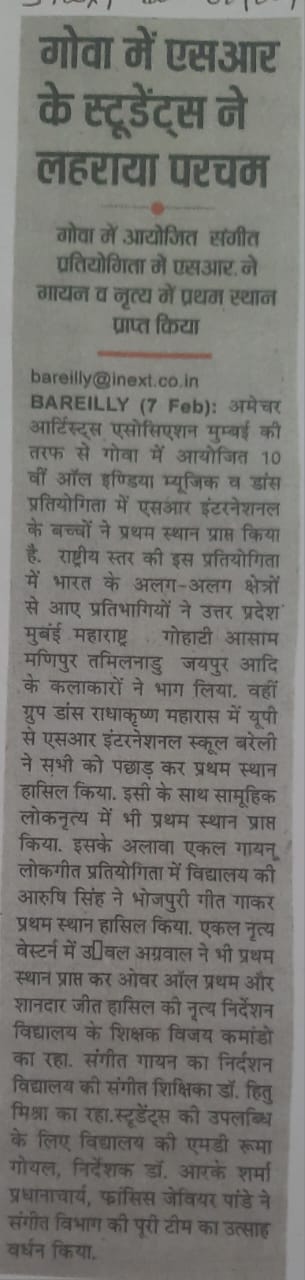 गोवा में एसआर
के स्टूडेंट्स ने
लहराया परचम
गोवा में आयोजित संगीत
प्रतियोगिता में एसआर ने
गायन व नृत्य में प्रथम स्थान
प्राप्त किया
bareilly@inext.co.in
BAREILLY (7 Feb): अमेचर
आर्टिस्ट्स एसोसिएशन मुम्बई की
तरफ से गोवा में आयोजित 10
वीं ऑल इण्डिया म्यूजिक व डांस
प्रतियोगिता में एसआर इंटरनेशनल
के बच्चों ने प्रथम स्थान प्राप्त किया
है. राष्ट्रीय स्तर की इस प्रतियोगिता
में भारत के अलग-अलग क्षेत्रों
से आए प्रतिभागियों ने उत्तर प्रदेश
मुबंई महाराष्ट्र गोहाटी आसाम
मणिपुर तमिलनाडु जयपुर आदि
के कलाकारों ने भाग लिया. वहीं
ग्रुप डांस राधाकृष्ण महारास में यूपी
से एसआर इंटरनेशनल स्कूल बरेली
ने सभी को पछाड़ कर प्रथम स्थान
हासिल किया. इसी के साथ सामूहिक
लोकनृत्य में भी प्रथम स्थान प्राप्त
किया. इसके अलावा एकल गायन्
लोकगीत प्रतियोगिता में विद्यालय की
आरुषि सिंह ने भोजपुरी गीत गाकर
प्रथम स्थान हासिल किया. एकल नृत्य
वेस्टर्न में उ□वल अग्रवाल ने भी प्रथम
स्थान प्राप्त कर ओवर ऑल प्रथम और
शानदार जीत हासिल की नृत्य निर्देशन
विद्यालय के शिक्षक विजय कमांडो
का रहा. संगीत गायन का निर्दशन
विद्यालय की संगीत शिक्षिका डॉ. हितु
मिश्रा का रहा.स्टूडेंट्स की उपलब्धि
के लिए विद्यालय की एमडी रूमा
गोयल, निर्देशक डॉ. आरके शर्मा
प्रधानाचार्य, फ्रांसिस जेवियर पांडे ने
संगीत विभाग की पूरी टीम का उत्साह
वर्धन किया.